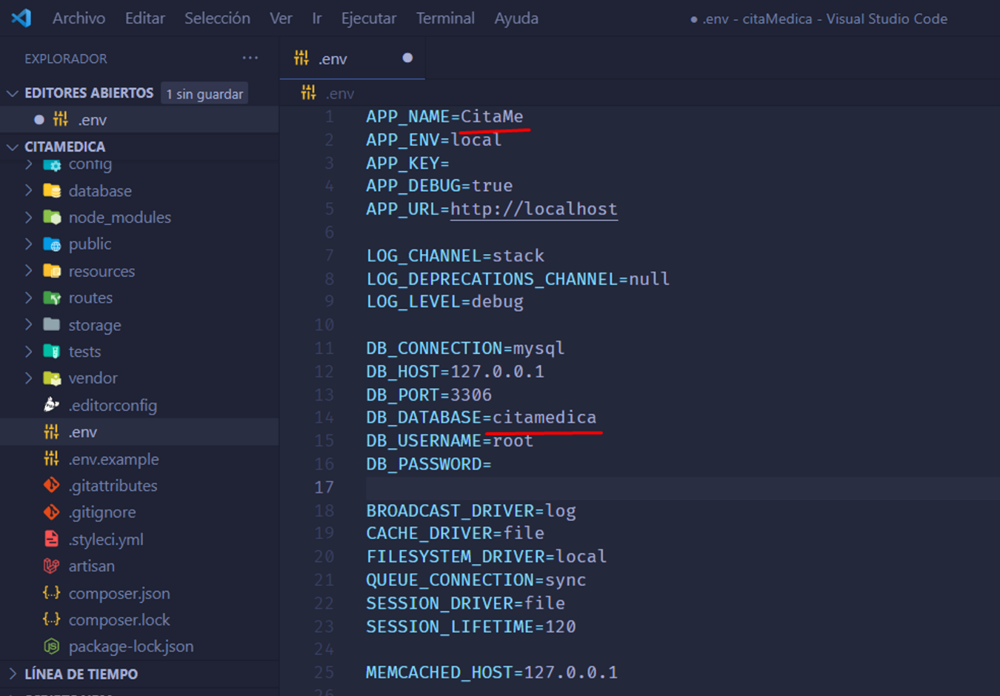 Archivo Editar Selección Ver Ir Ejecutar Terminal Ayuda ● .env - citaMedica - Visual Studio Code
EXPLORADOR ···
EDITORES ABIERTOS 1 sin guardar
.env
CITAMEDICA
config
database
node_modules
public
resources
routes
storage
tests
vendor
.editorconfig
.env
.env.example
.gitattributes
.gitignore
.styleci.yml
artisan
composer.json
composer.lock
package-lock.json
LÍNEA DE TIEMPO
.env
.env
1 APP_NAME=CitaMe
2 APP_ENV=local
3 APP_KEY=
4 APP_DEBUG=true
5 APP_URL=http://localhost
6
7 LOG_CHANNEL=stack
8 LOG_DEPRECATIONS_CHANNEL=null
9 LOG_LEVEL=debug
10
11 DB_CONNECTION=mysql
12 DB_HOST=127.0.0.1
13 DB_PORT=3306
14 DB_DATABASE=citamedica
15 DB_USERNAME=root
16 DB_PASSWORD=
17
18 BROADCAST_DRIVER=log
19 CACHE_DRIVER=file
20 FILESYSTEM_DRIVER=local
21 QUEUE_CONNECTION=sync
22 SESSION_DRIVER=file
23 SESSION_LIFETIME=120
24
25 MEMCACHED_HOST=127.0.0.1
26